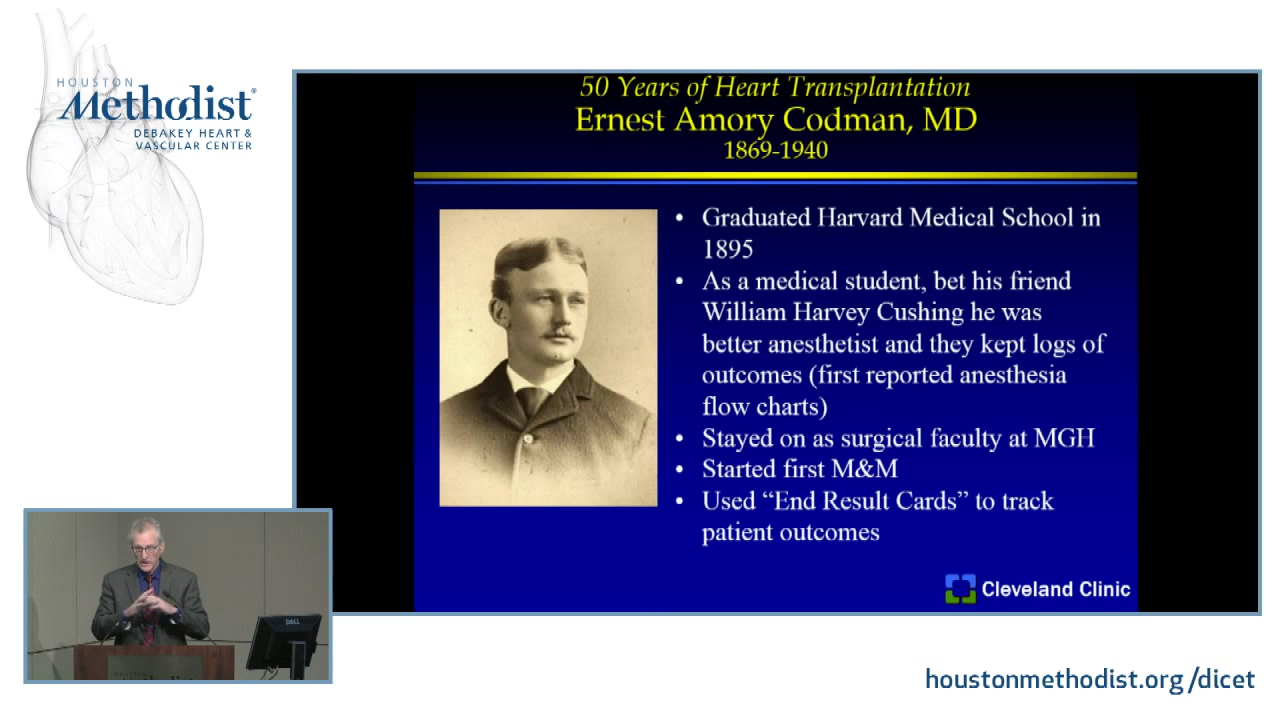 HOUSTON
Methodist®
DEBAKEY HEART &
VASCULAR CENTER
50 Years of Heart Transplantation
Ernest Amory Codman, MD
1869-1940
• Graduated Harvard Medical School in
1895
• As a medical student, bet his friend
William Harvey Cushing he was
better anesthetist and they kept logs of
outcomes (first reported anesthesia
flow charts)
• Stayed on as surgical faculty at MGH
• Started first M&M
• Used “End Result Cards” to track
patient outcomes
Cleveland Clinic
DELL
houstonmethodist.org/dicet